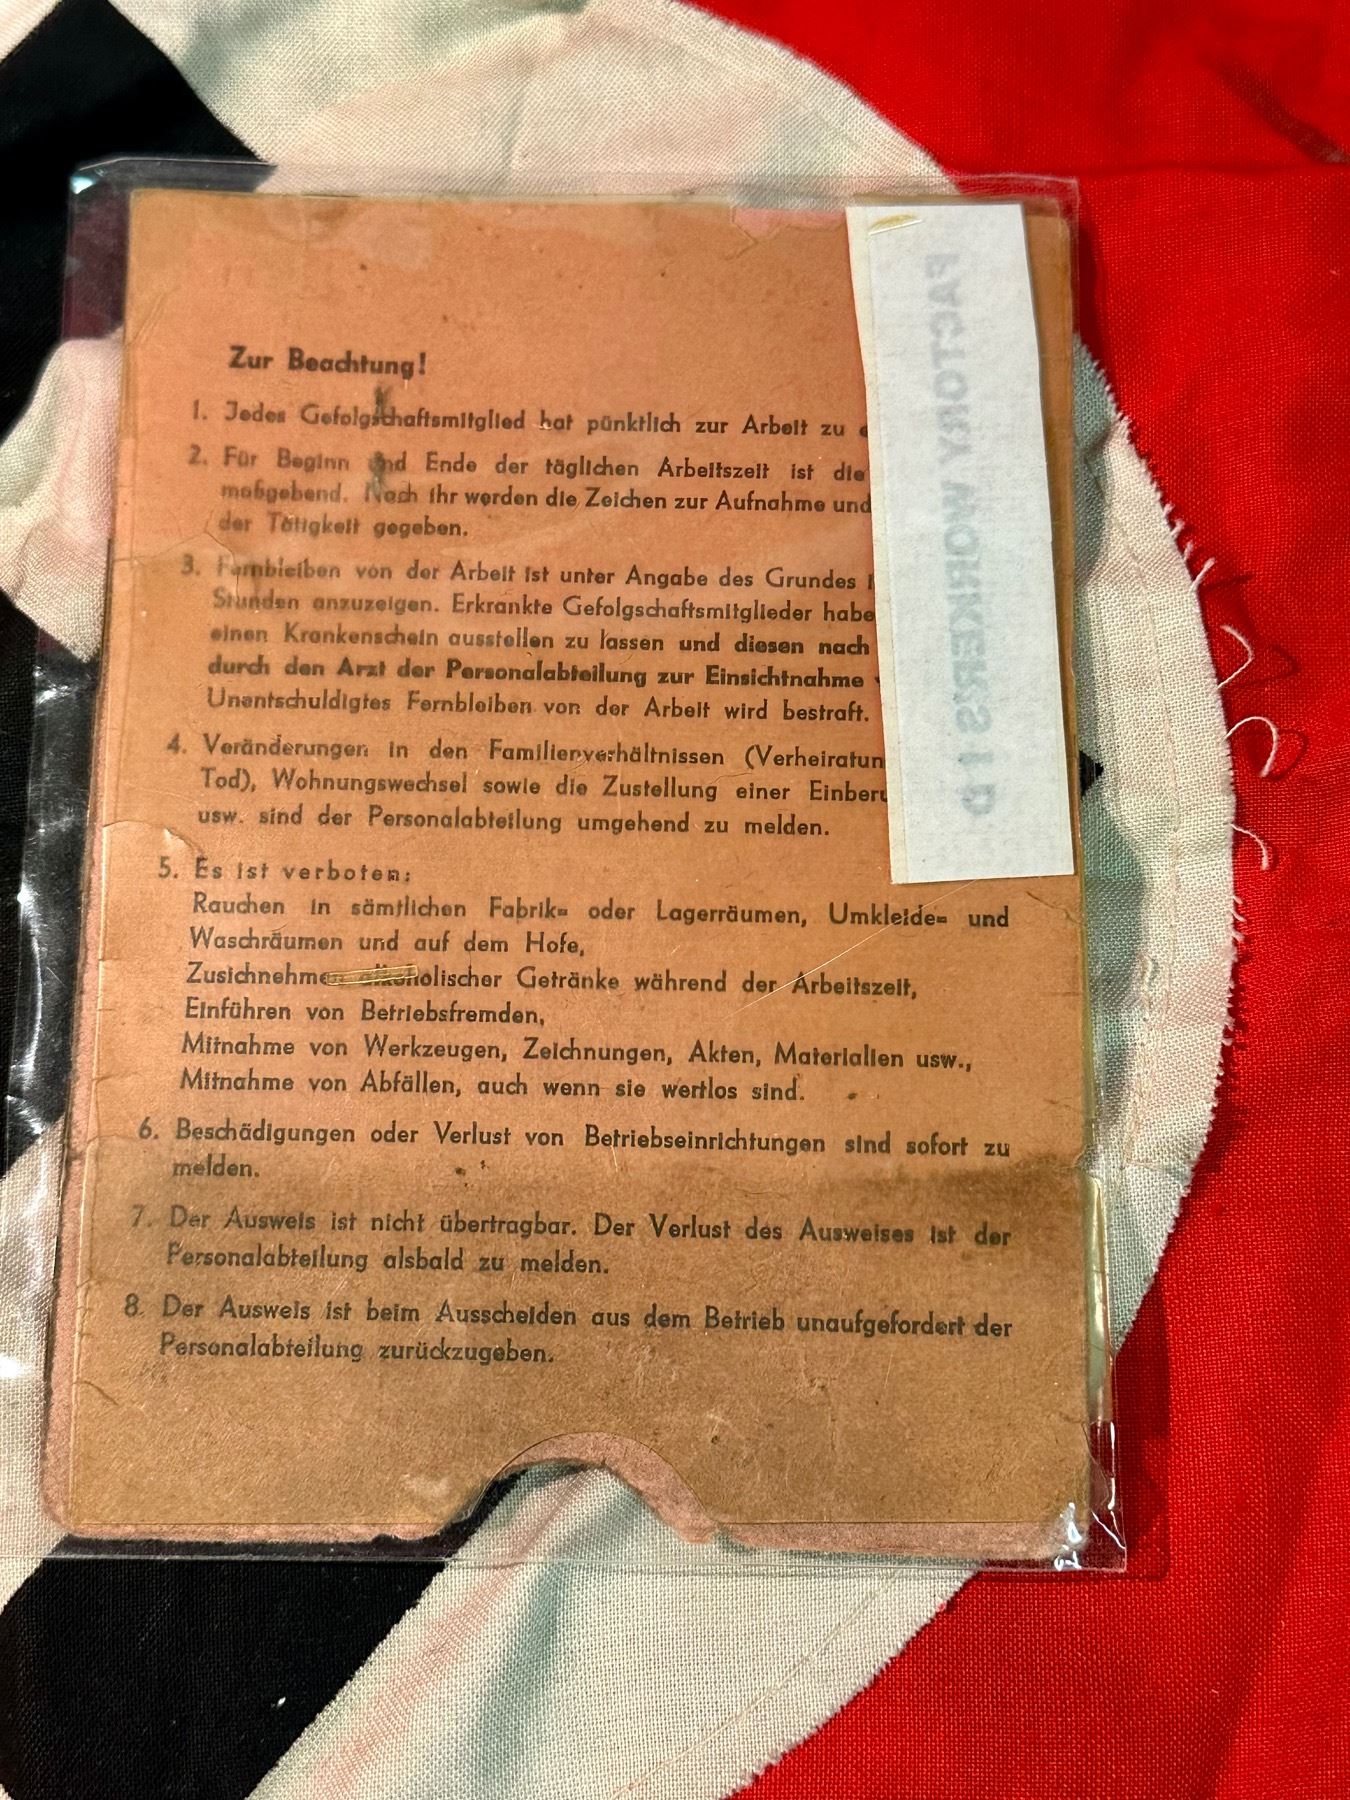 Zur Beachtung!
1. Jedes Gefolgschaftsmitglied hat pünktlich zur Arbeit zu
2. Für Beginn und Ende der täglichen Arbeitszeit ist die
maßgebend. Nach ihr werden die Zeichen zur Aufnahme und
der Tätigkeit gegeben.
3. Fernbleiben von der Arbeit ist unter Angabe des Grundes
Stunden anzuzeigen. Erkrankte Gefolgschaftsmitglieder habe
einen Krankenschein ausstellen zu lassen und diesen nach
durch den Arzt der Personalabteilung zur Einsichtnahme
Unentschuldigtes Fernbleiben von der Arbeit wird bestraft.
4. Veränderungen in den Familienverhältnissen (Verheiratun
Tod), Wohnungswechsel sowie die Zustellung einer Einberu
usw. sind der Personalabteilung umgehend zu melden.
5. Es ist verboten:
Rauchen in sämtlichen Fabrik= oder Lagerräumen, Umkleide= und
Waschräumen und auf dem Hofe,
Zusichnehmen alkoholischer Getränke während der Arbeitszeit,
Einführen von Betriebsfremden,
Mitnahme von Werkzeugen, Zeichnungen, Akten, Materialien usw.,
Mitnahme von Abfällen, auch wenn sie wertlos sind.
6. Beschädigungen oder Verlust von Betriebseinrichtungen sind sofort zu
melden.
7. Der Ausweis ist nicht übertragbar. Der Verlust des Ausweises ist der
Personalabteilung alsbald zu melden.
8. Der Ausweis ist beim Ausscheiden aus dem Betrieb unaufgefordert der
Personalabteilung zurückzugeben.
FACTORY WORKERS I D